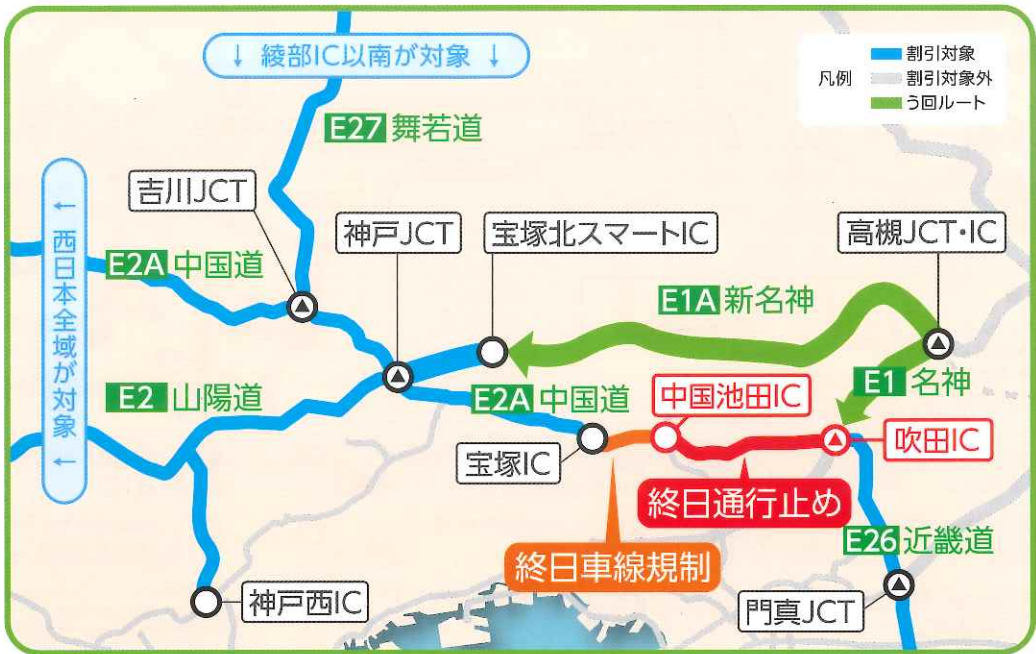 ↓ 綾部IC以南が対象 ↓
凡例
割引対象
割引対象外
う回ルート
E27 舞若道
吉川JCT
神戸JCT
宝塚北スマートIC
高槻JCT・IC
← 西日本全域が対象 ←
E2A 中国道
E1A 新名神
E2 山陽道
E2A 中国道
中国池田IC
E1 名神
宝塚IC
吹田IC
終日通行止め
終日車線規制
E26 近畿道
神戸西IC
門真JCT